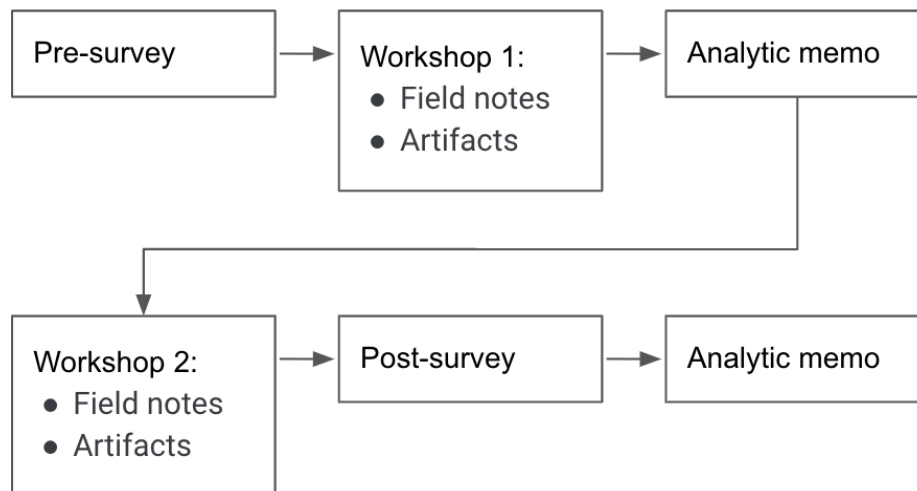 Pre-survey
Workshop 1:
● Field notes
● Artifacts
Analytic memo
Workshop 2:
● Field notes
● Artifacts
Post-survey
Analytic memo